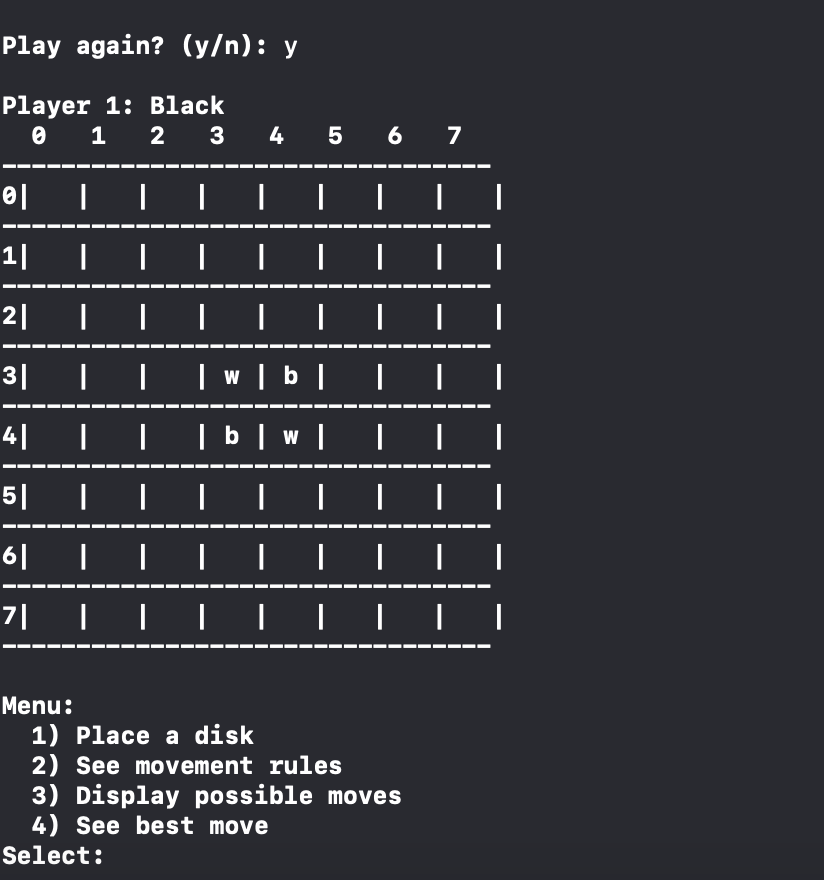 Play again? (y/n): y
Player 1: Black
  0   1   2   3   4   5   6   7
---------------------------------
0|   |   |   |   |   |   |   |   |
---------------------------------
1|   |   |   |   |   |   |   |   |
---------------------------------
2|   |   |   |   |   |   |   |   |
---------------------------------
3|   |   |   | w | b |   |   |   |
---------------------------------
4|   |   |   | b | w |   |   |   |
---------------------------------
5|   |   |   |   |   |   |   |   |
---------------------------------
6|   |   |   |   |   |   |   |   |
---------------------------------
7|   |   |   |   |   |   |   |   |
---------------------------------
Menu:
  1) Place a disk
  2) See movement rules
  3) Display possible moves
  4) See best move
Select: